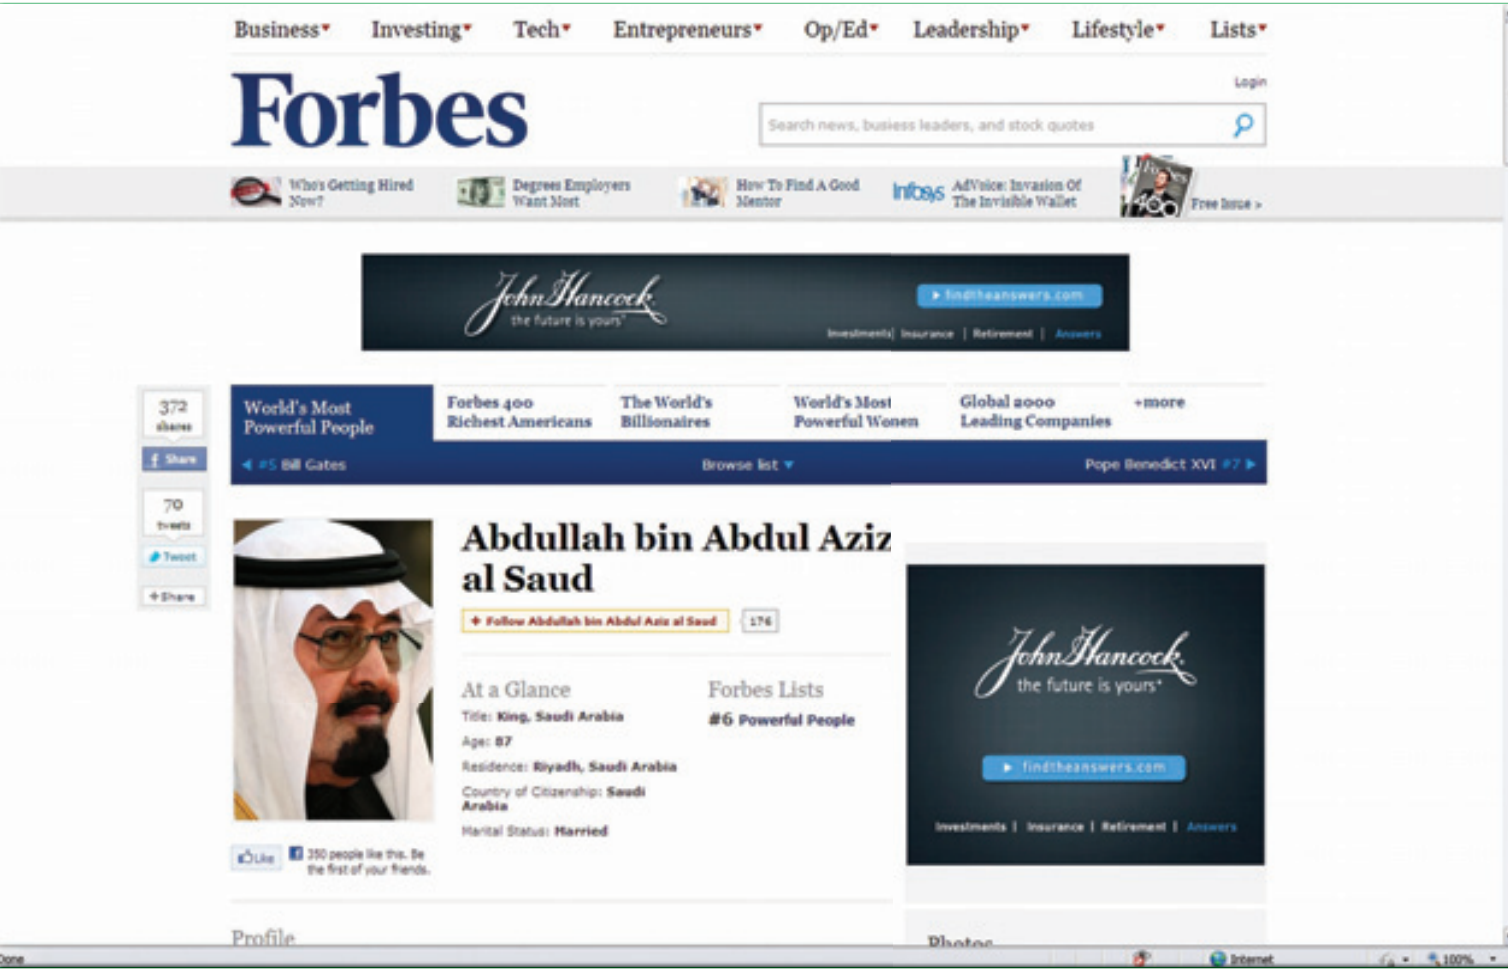 Business
Investing
Tech
Entrepreneurs
Op/Ed
Leadership
Lifestyle
Lists
Forbes
Login
Search news, busiess leaders, and stock quotes
Who's Getting Hired
Now?
Degrees Employers
Want Most
How To Find A Good
Mentor
Infosys
AdVoice: Invasion Of
The Invisible Wallet
Forbes
400
Free Issue >
John Hancock.
the future is yours"
findtheanswers.com
Investments| Insurance | Retirement | Answers
372
shares
Share
70
tweets
Tweet
+Share
World's Most
Powerful People
Forbes 400
Richest Americans
The World's
Billionaires
World's Most
Powerful Wonen
Global 2000
Leading Companies
+more
#5 Bill Gates
Browse list
Pope Benedict XVI #7
Abdullah bin Abdul Aziz
al Saud
+ Follow Abdullah bin Abdul Aziz al Saud
176
At a Glance
Title: King, Saudi Arabia
Age: 87
Residence: Riyadh, Saudi Arabia
Country of Citizenship: Saudi
Arabia
Marital Status: Married
Forbes Lists
#6 Powerful People
Like
350 people like this. Be
the first of your friends.
John Hancock.
the future is yours"
findtheanswers.com
Investments | Insurance | Retirement | Answers
Profile
Photos
Done
Internet
100%